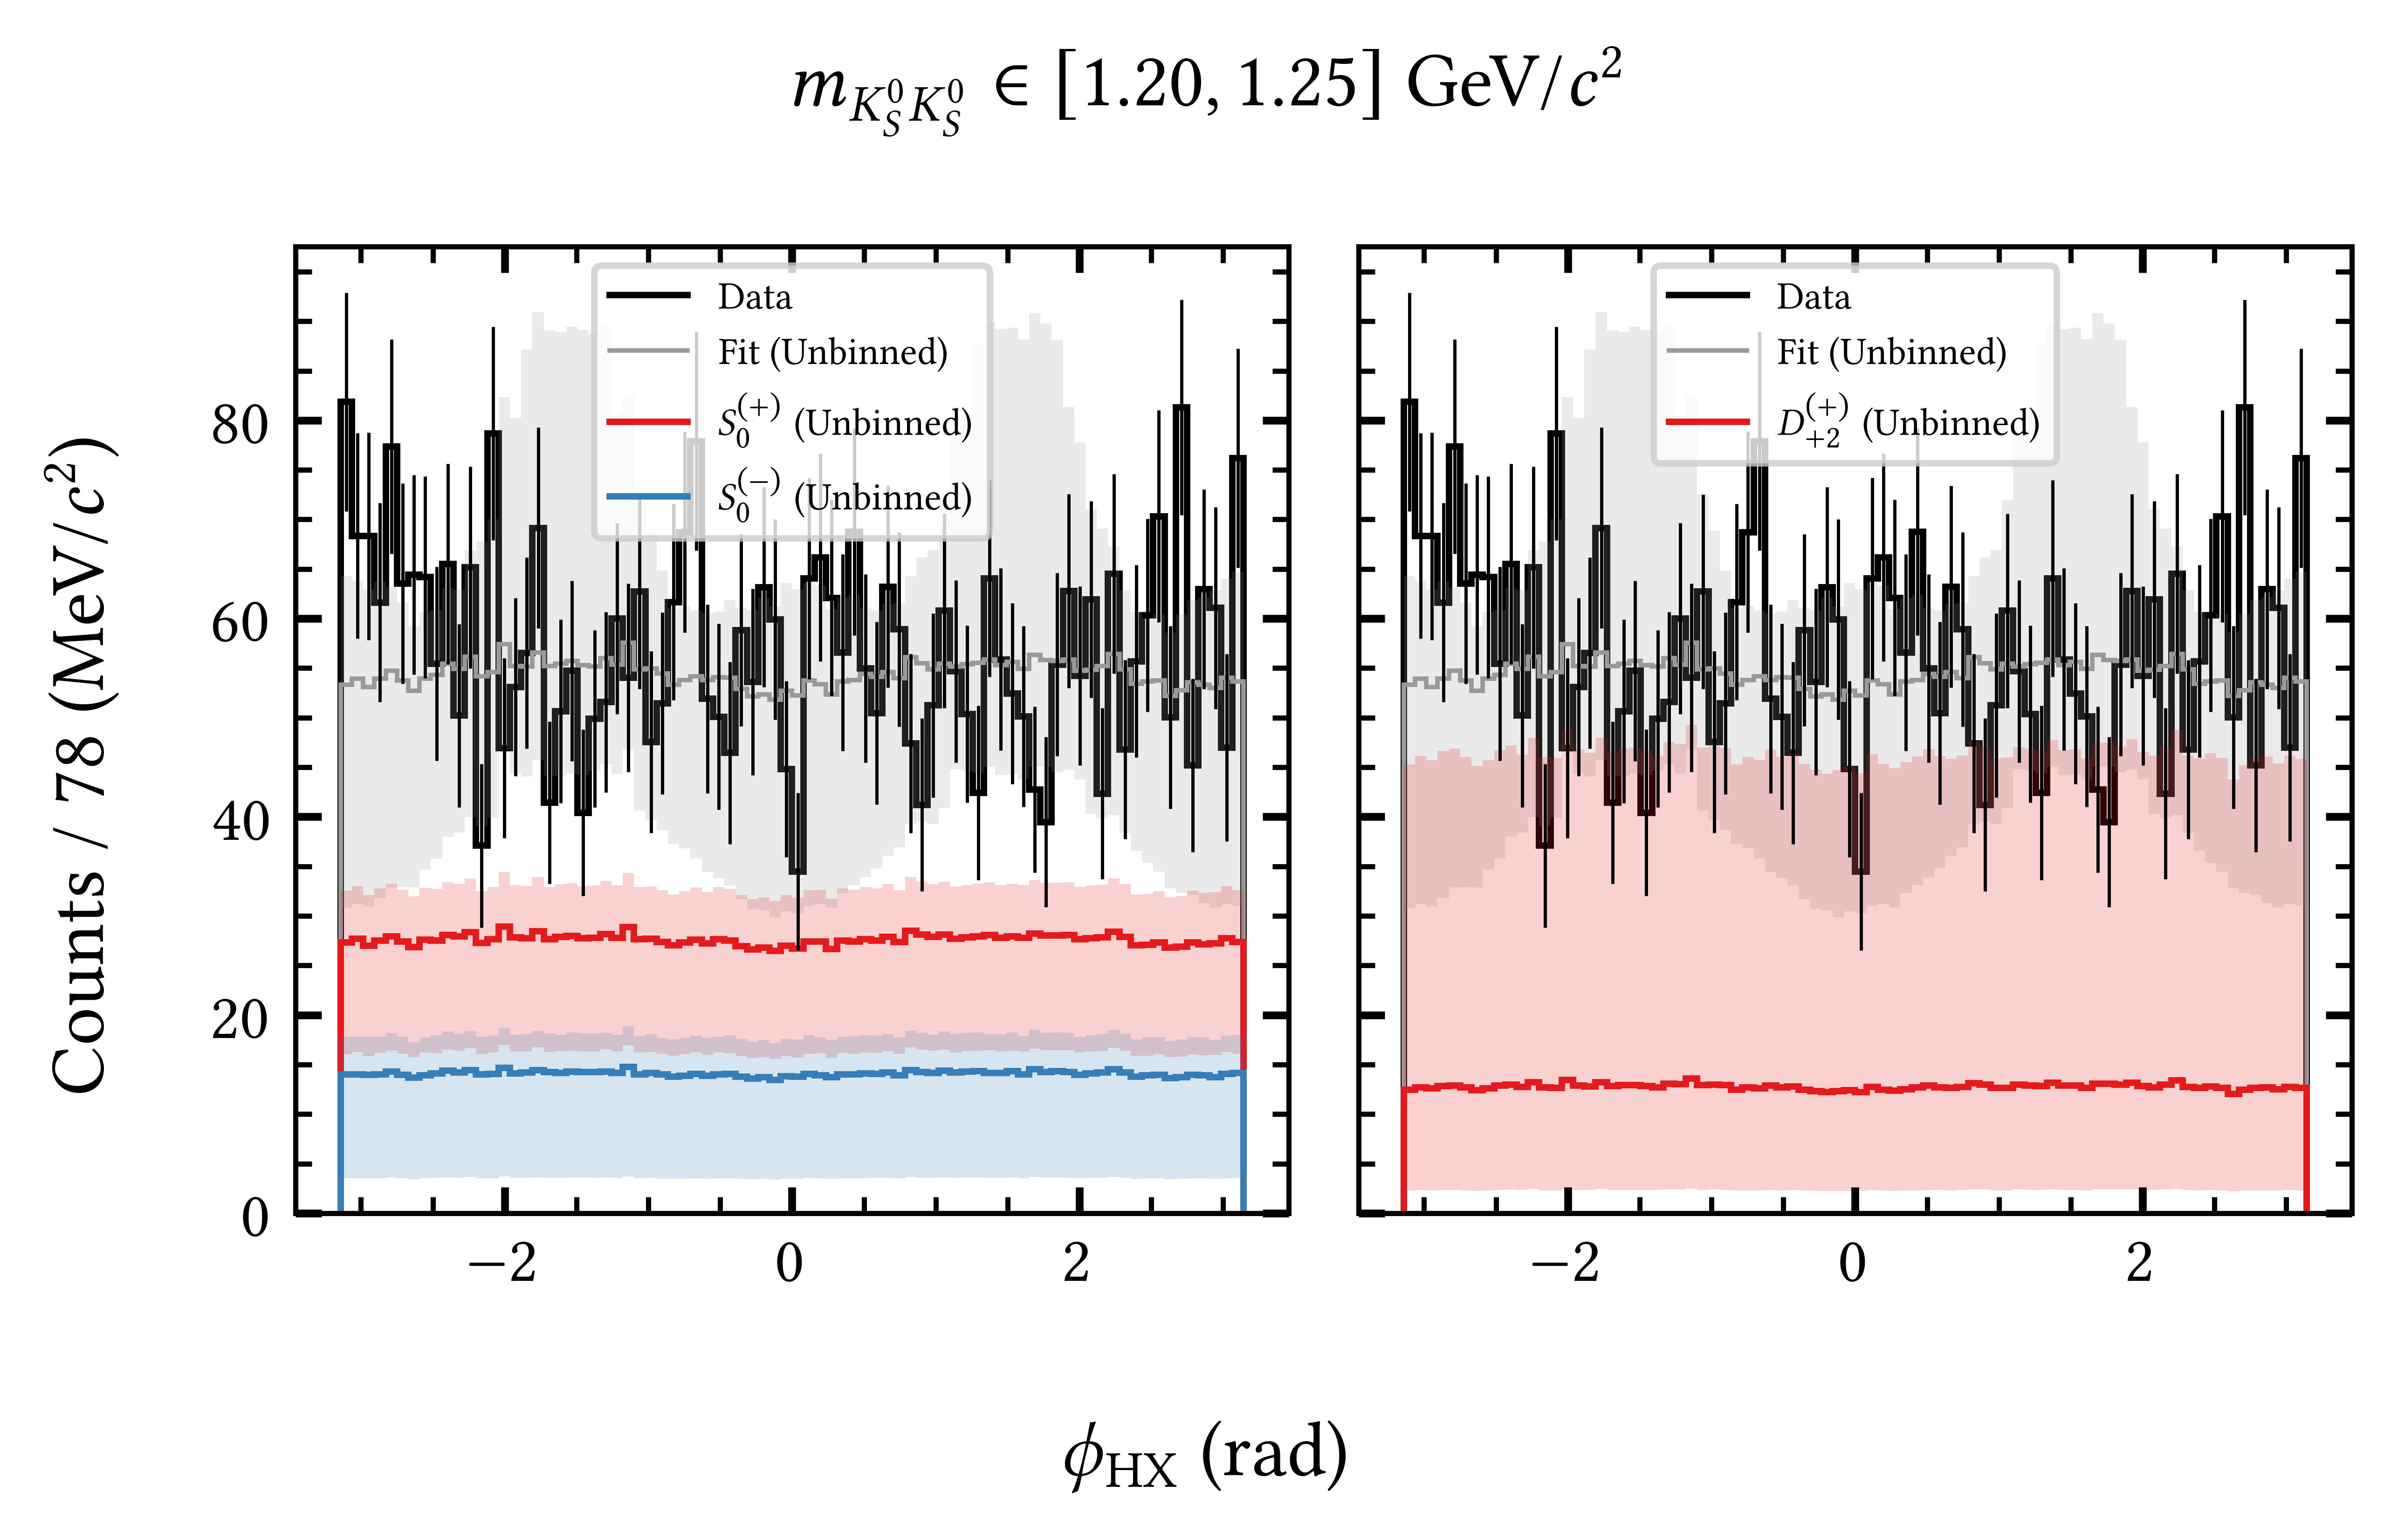 m_{K_S^0 K_S^0} ∈ [1.20, 1.25] GeV/c²
Counts / 78 (MeV/c²)
80
60
40
20
0
Data
Fit (Unbinned)
S_0^{(+)} (Unbinned)
S_0^{(−)} (Unbinned)
−2 0 2
Data
Fit (Unbinned)
D_{+2}^{(+)} (Unbinned)
−2 0 2
ϕ_{HX} (rad)